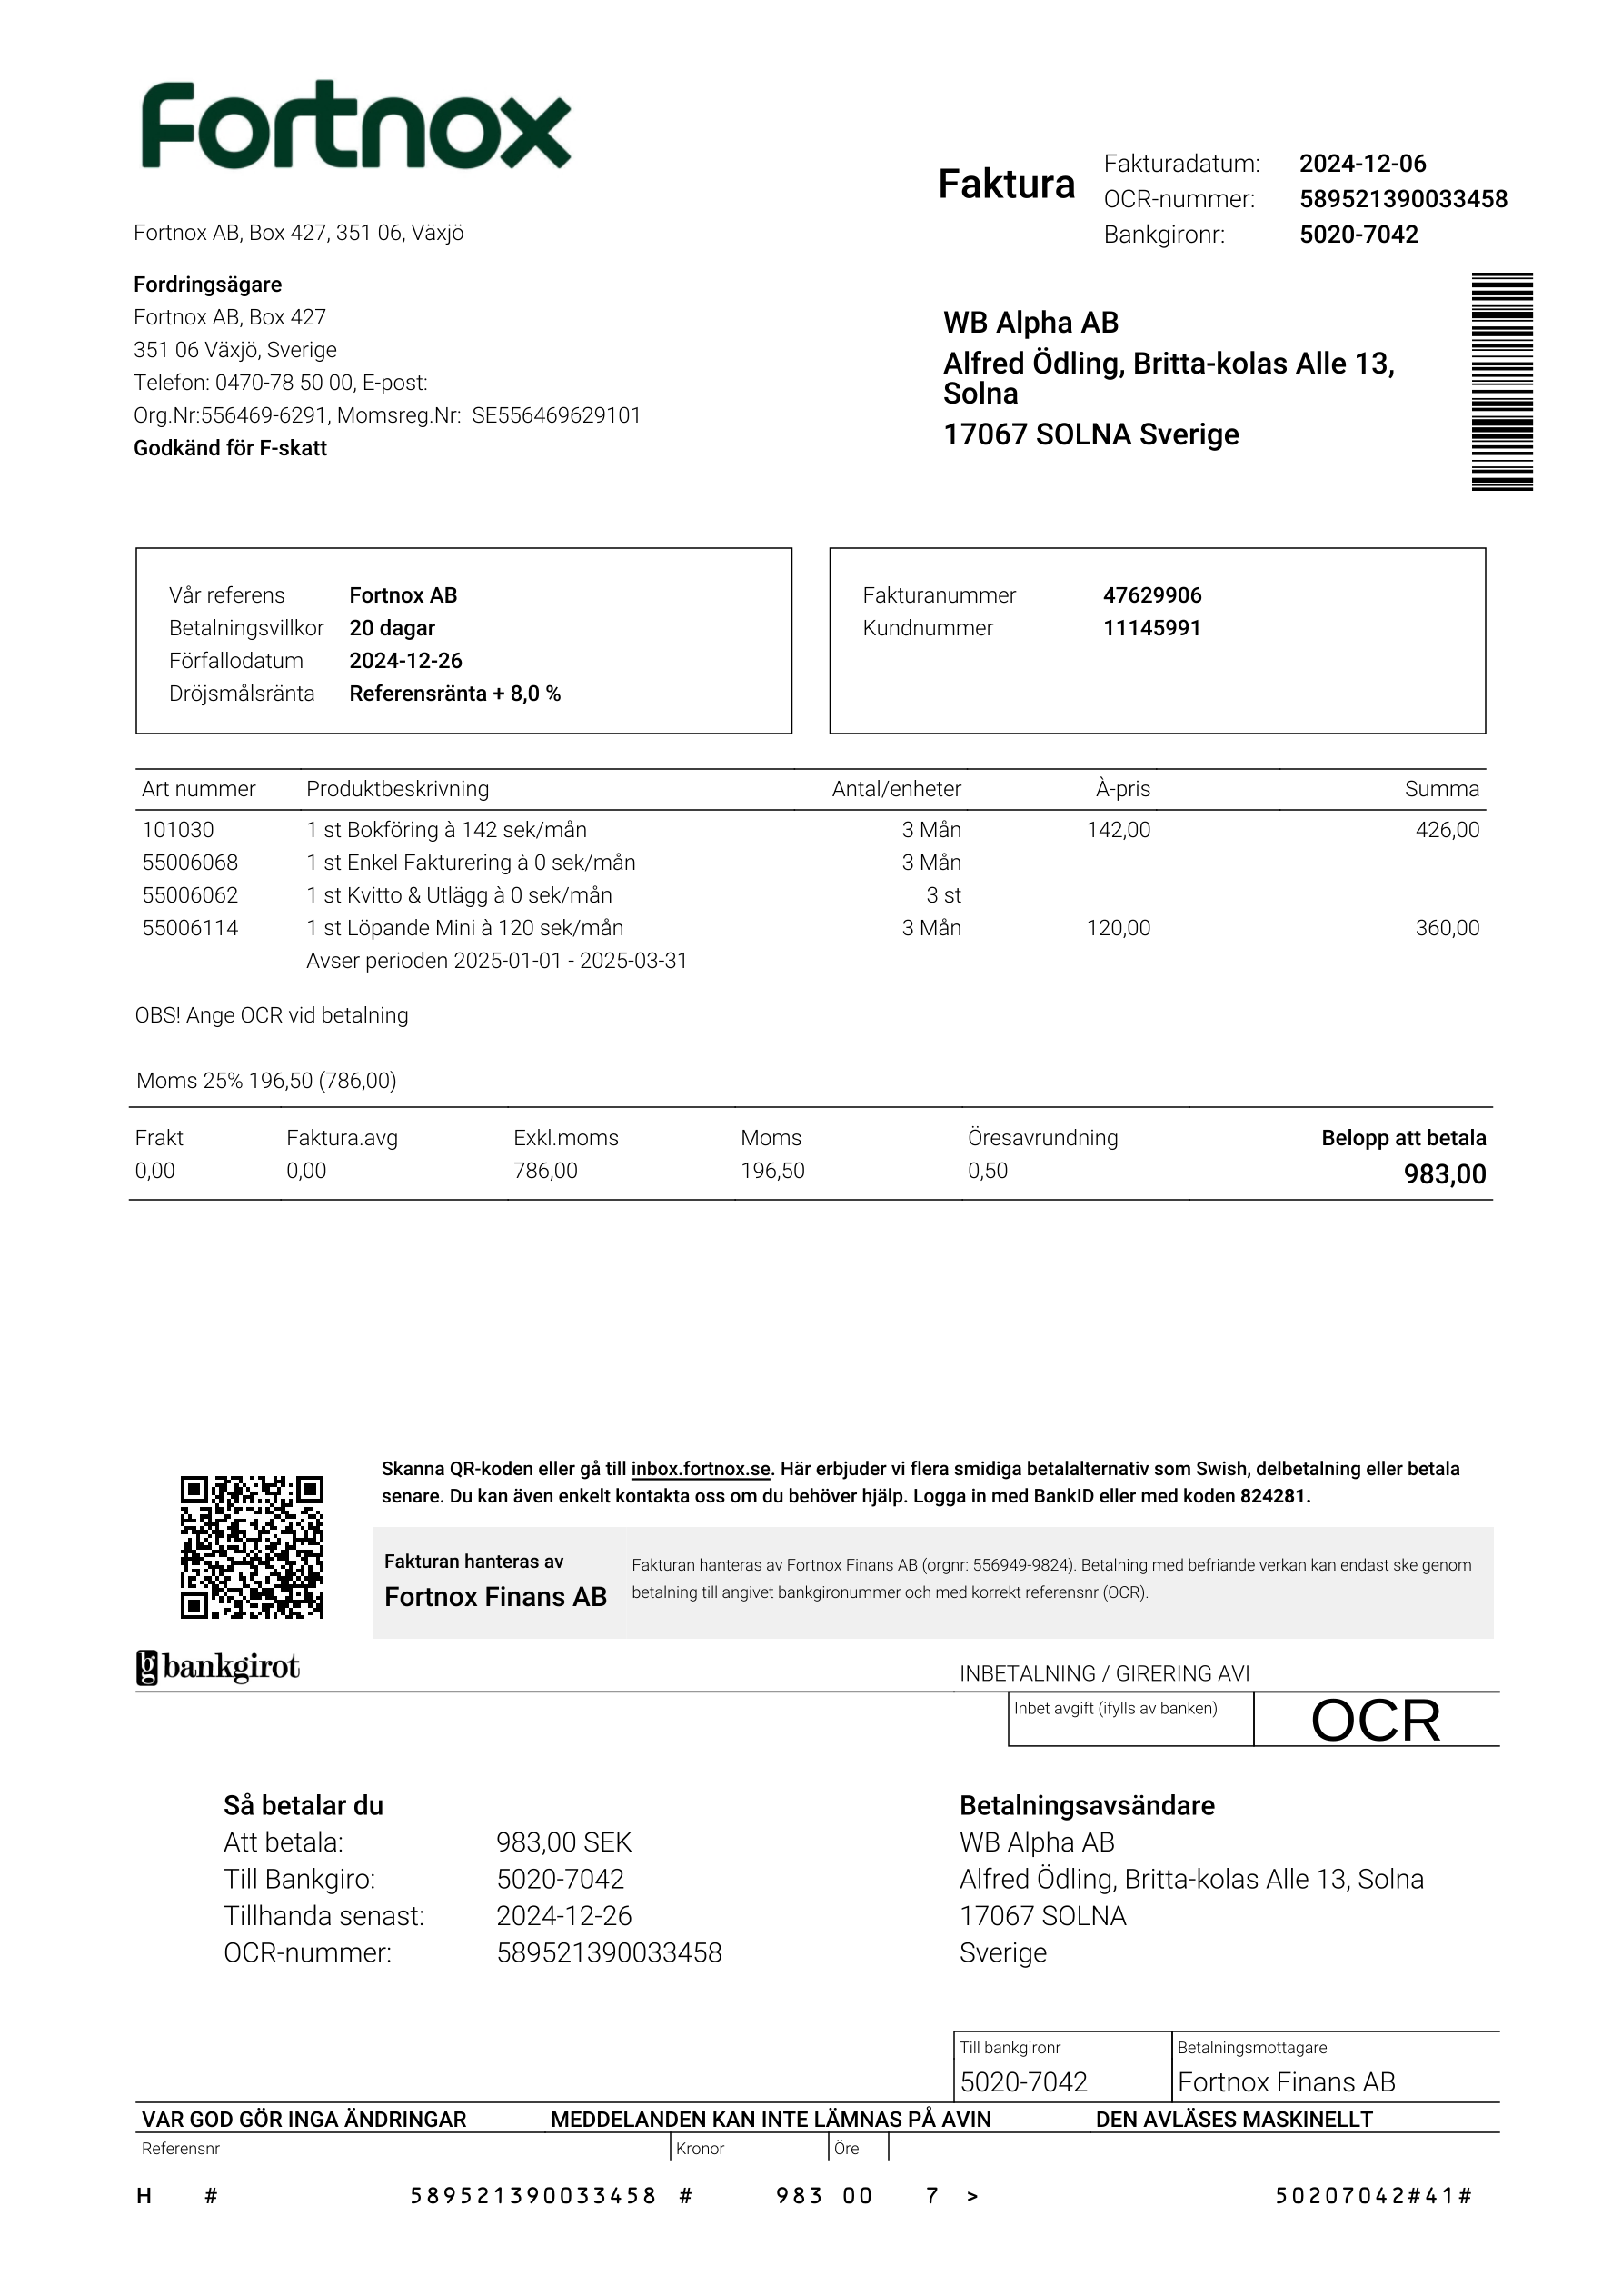 Fortnox
Faktura
Fakturadatum: 2024-12-06
OCR-nummer: 589521390033458
Bankgironr: 5020-7042
Fortnox AB, Box 427, 351 06, Växjö
Fordringsägare
Fortnox AB, Box 427
351 06 Växjö, Sverige
Telefon: 0470-78 50 00, E-post:
Org.Nr:556469-6291, Momsreg.Nr: SE556469629101
Godkänd för F-skatt
WB Alpha AB
Alfred Ödling, Britta-kolas Alle 13,
Solna
17067 SOLNA Sverige
Vår referens Fortnox AB
Betalningsvillkor 20 dagar
Förfallodatum 2024-12-26
Dröjsmålsränta Referensränta + 8,0 %
Fakturanummer 47629906
Kundnummer 11145991
Art nummer Produktbeskrivning Antal/enheter À-pris Summa
101030 1 st Bokföring à 142 sek/mån 3 Mån 142,00 426,00
55006068 1 st Enkel Fakturering à 0 sek/mån 3 Mån
55006062 1 st Kvitto & Utlägg à 0 sek/mån 3 st
55006114 1 st Löpande Mini à 120 sek/mån 3 Mån 120,00 360,00
Avser perioden 2025-01-01 - 2025-03-31
OBS! Ange OCR vid betalning
Moms 25% 196,50 (786,00)
Frakt Faktura.avg Exkl.moms Moms Öresavrundning Belopp att betala
0,00 0,00 786,00 196,50 0,50 983,00
Skanna QR-koden eller gå till inbox.fortnox.se. Här erbjuder vi flera smidiga betalalternativ som Swish, delbetalning eller betala
senare. Du kan även enkelt kontakta oss om du behöver hjälp. Logga in med BankID eller med koden 824281.
Fakturan hanteras av
Fortnox Finans AB
Fakturan hanteras av Fortnox Finans AB (orgnr: 556949-9824). Betalning med befriande verkan kan endast ske genom
betalning till angivet bankgironummer och med korrekt referensnr (OCR).
bankgirot
INBETALNING / GIRERING AVI
Inbet avgift (ifylls av banken)
OCR
Så betalar du
Att betala: 983,00 SEK
Till Bankgiro: 5020-7042
Tillhanda senast: 2024-12-26
OCR-nummer: 589521390033458
Betalningsavsändare
WB Alpha AB
Alfred Ödling, Britta-kolas Alle 13, Solna
17067 SOLNA
Sverige
Till bankgironr Betalningsmottagare
5020-7042 Fortnox Finans AB
VAR GOD GÖR INGA ÄNDRINGAR MEDDELANDEN KAN INTE LÄMNAS PÅ AVIN DEN AVLÄSES MASKINELLT
Referensnr Kronor Öre
H # 589521390033458 # 983 00 7 > 50207042#41#